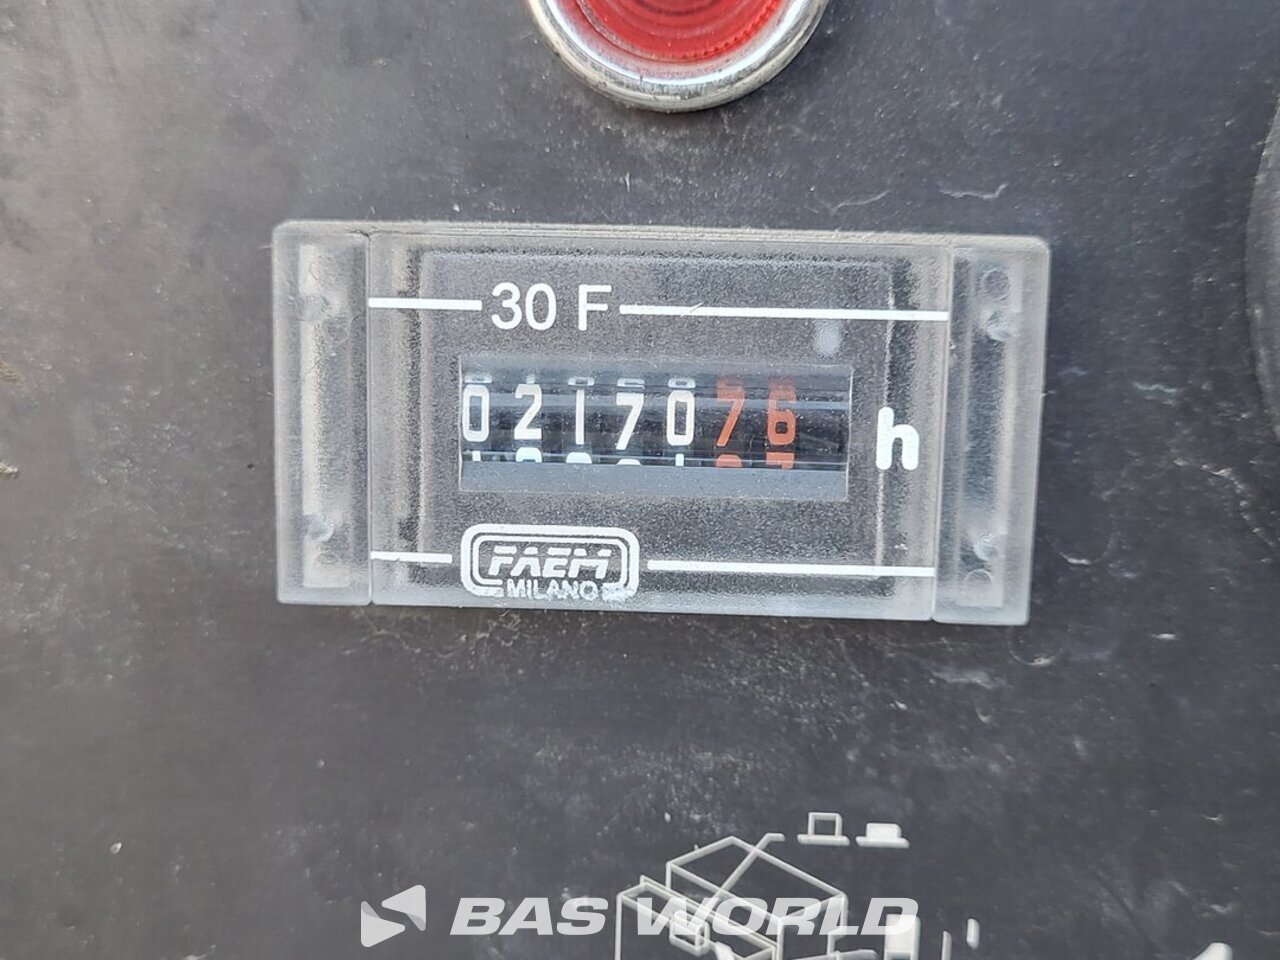 30 F
0217076
h
FAEM
MILANO
BAS WORLD